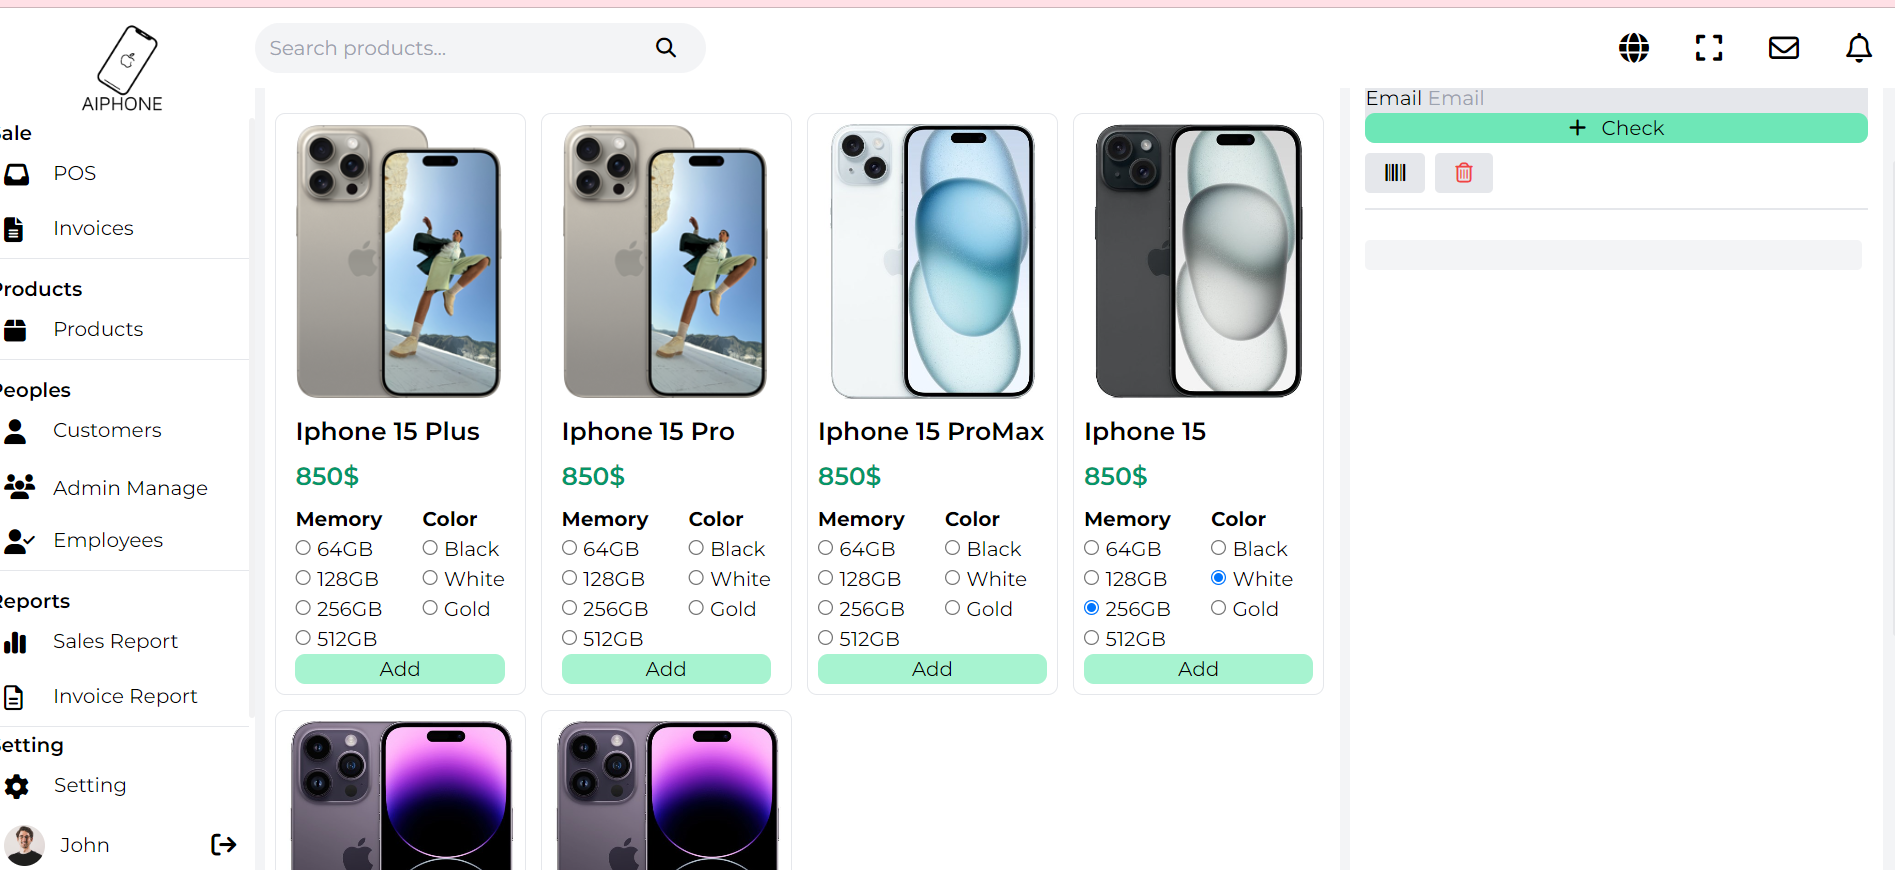 AIPHONE
Search products...
ale
POS
Invoices
Products
Products
Peoples
Customers
Admin Manage
Employees
Reports
Sales Report
Invoice Report
etting
Setting
John
Iphone 15 Plus
850$
Memory Color
64GB Black
128GB White
256GB Gold
512GB
Add
Iphone 15 Pro
850$
Memory Color
64GB Black
128GB White
256GB Gold
512GB
Add
Iphone 15 ProMax
850$
Memory Color
64GB Black
128GB White
256GB Gold
512GB
Add
Iphone 15
850$
Memory Color
64GB Black
128GB White
256GB Gold
512GB
Add
Email Email
+ Check